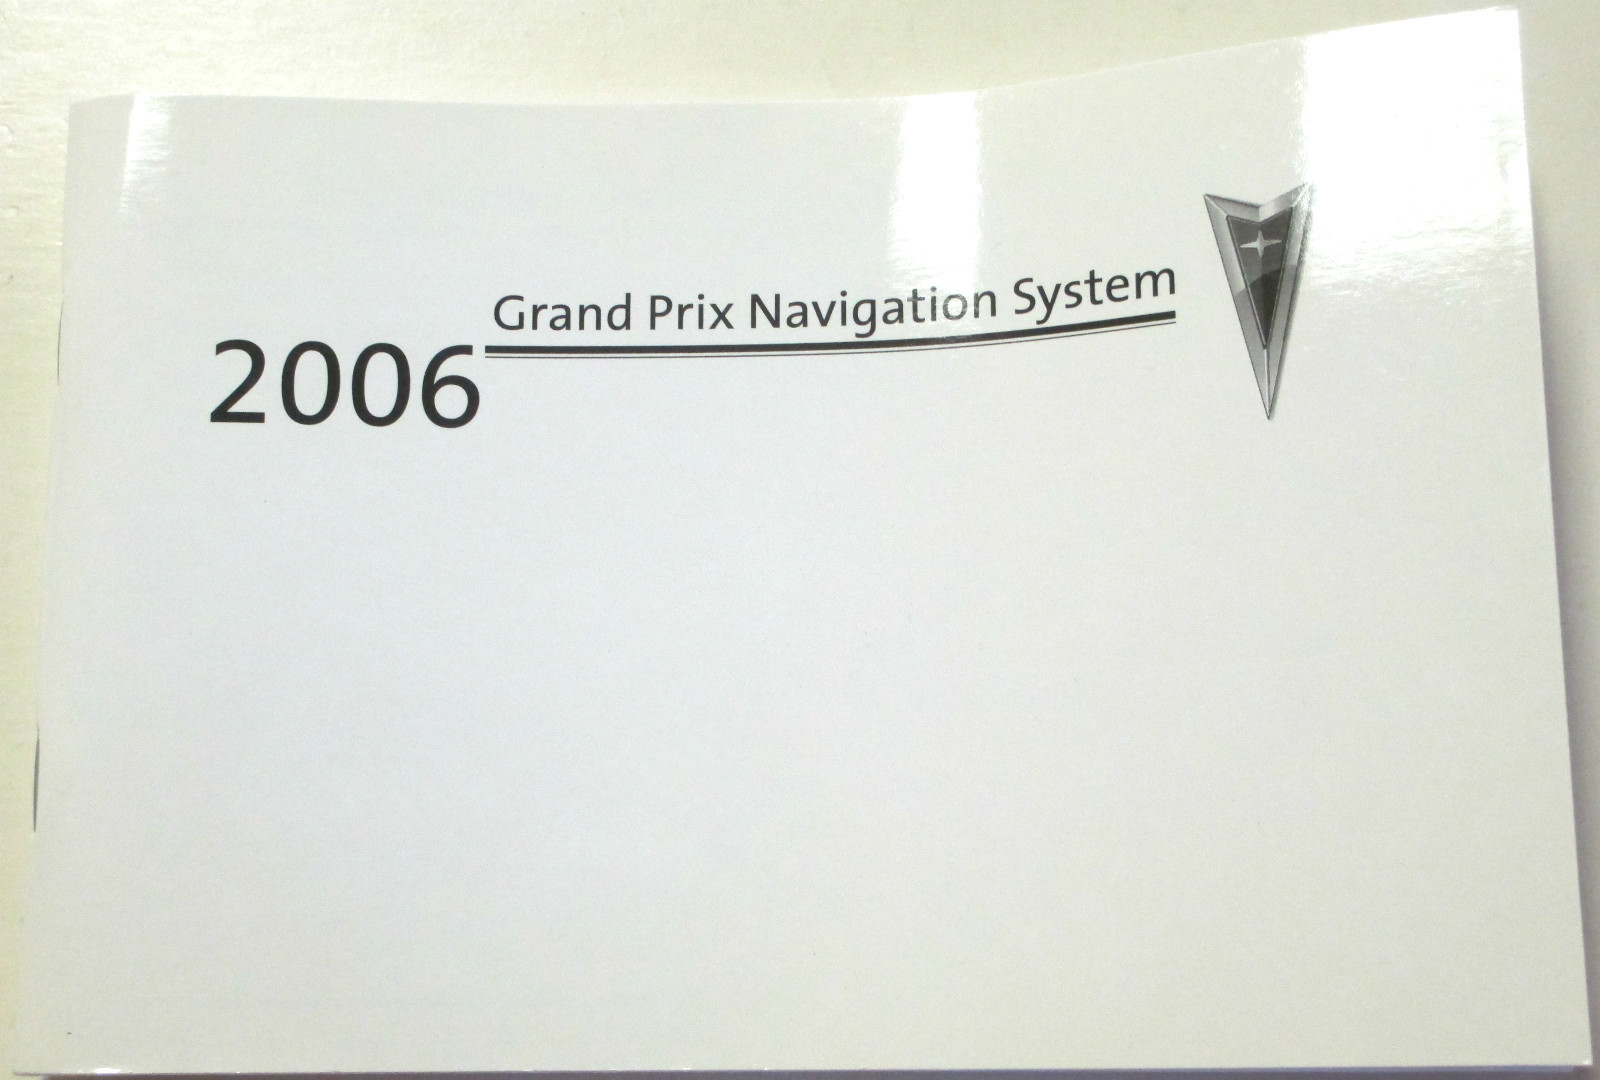 2006 Grand Prix Navigation System